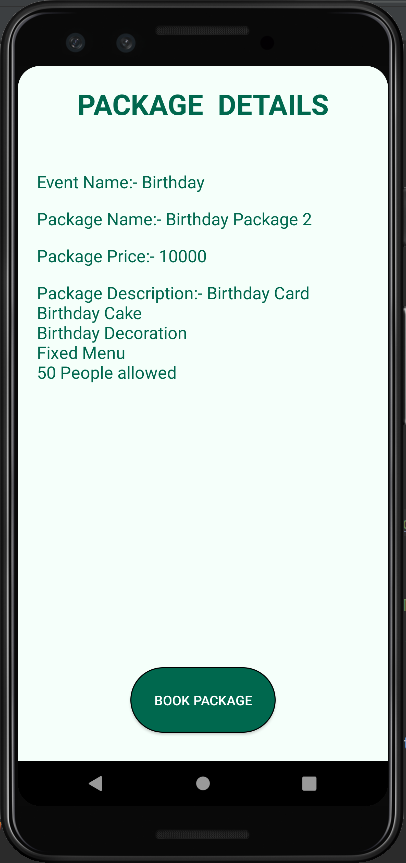 PACKAGE DETAILS
Event Name:- Birthday
Package Name:- Birthday Package 2
Package Price:- 10000
Package Description:- Birthday Card
Birthday Cake
Birthday Decoration
Fixed Menu
50 People allowed
BOOK PACKAGE